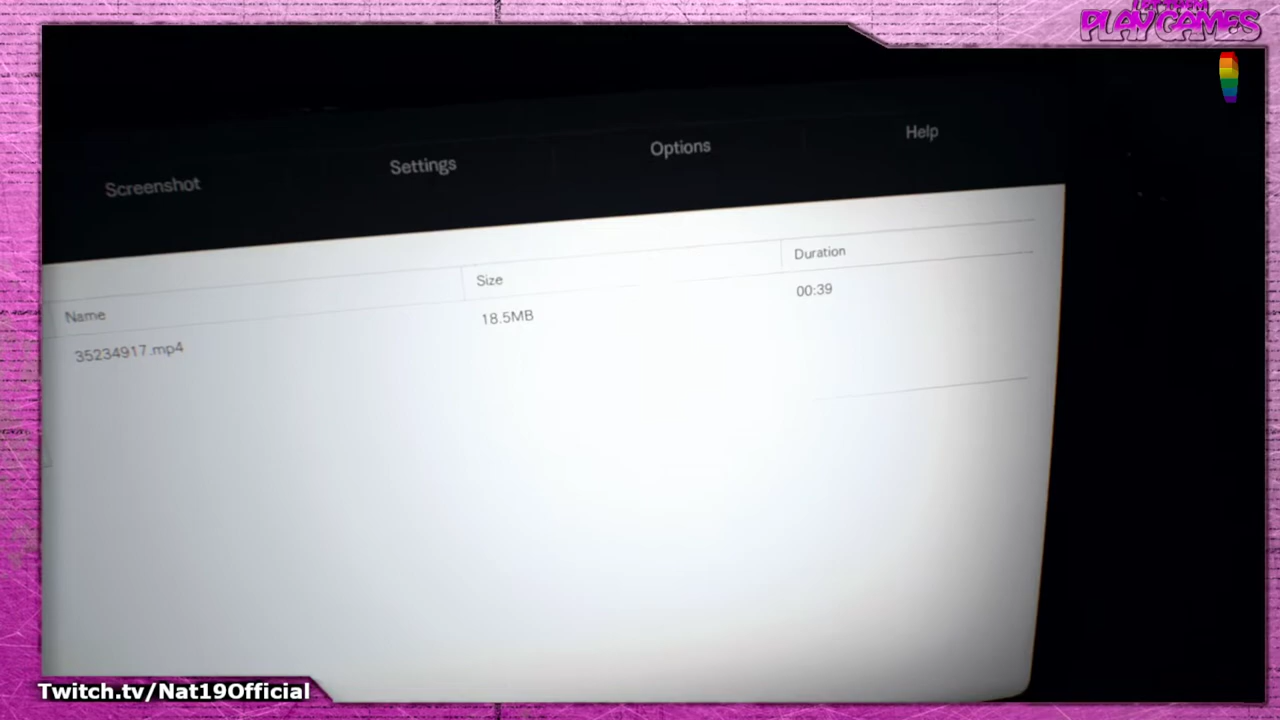 PLAY GAMES
Screenshot
Settings
Options
Help
Name
Size
Duration
35234917.mp4
18.5MB
00:39
Twitch.tv/Nat19Official